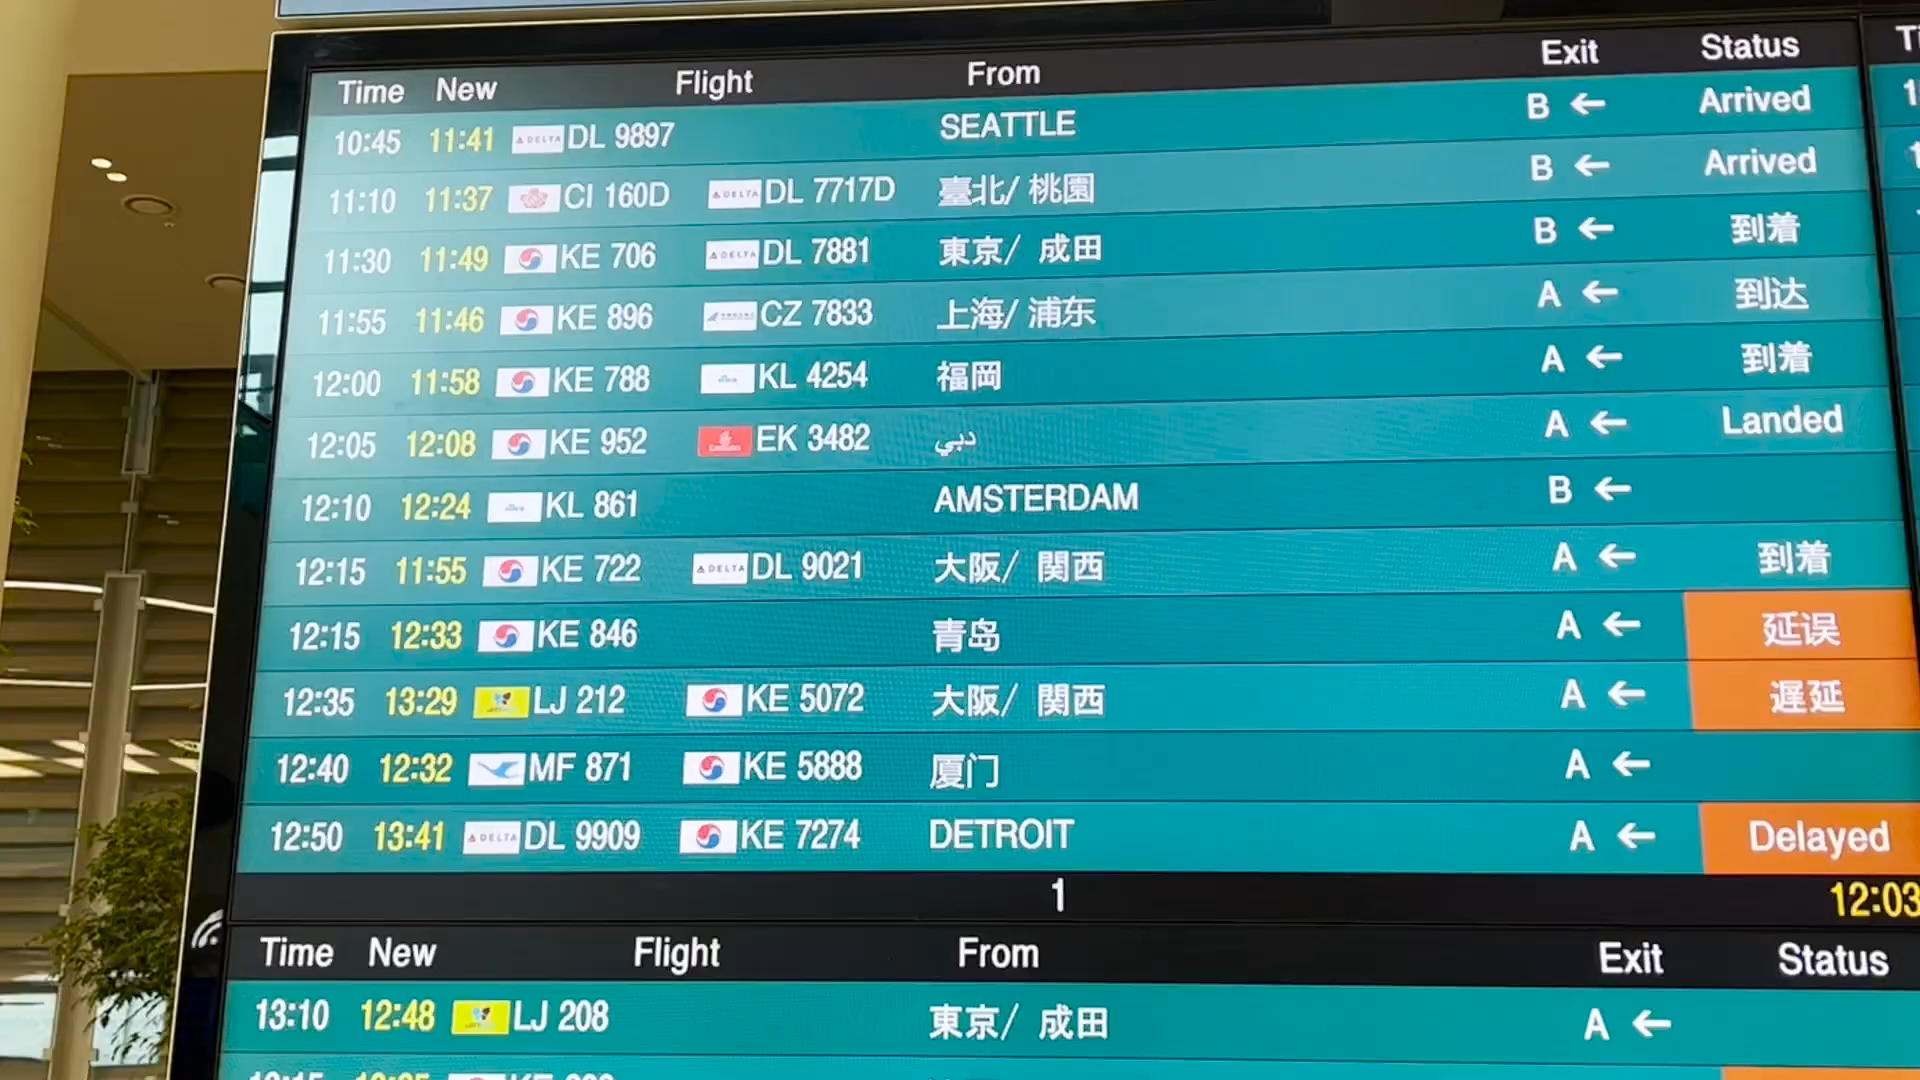 Time New Flight From Exit Status
10:45 11:41 DELTA DL 9897 SEATTLE B ← Arrived
11:10 11:37 CI 160D DELTA DL 7717D 臺北/ 桃園 B ← Arrived
11:30 11:49 KE 706 DELTA DL 7881 東京/ 成田 B ← 到着
11:55 11:46 KE 896 CZ 7833 上海/ 浦东 A ← 到达
12:00 11:58 KE 788 KL 4254 福岡 A ← 到着
12:05 12:08 KE 952 Emirates EK 3482 دبي A ← Landed
12:10 12:24 KL 861 AMSTERDAM B ←
12:15 11:55 KE 722 DELTA DL 9021 大阪/ 関西 A ← 到着
12:15 12:33 KE 846 青岛 A ← 延误
12:35 13:29 LJ 212 KE 5072 大阪/ 関西 A ← 遅延
12:40 12:32 MF 871 KE 5888 厦门 A ←
12:50 13:41 DELTA DL 9909 KE 7274 DETROIT A ← Delayed
1 12:03
Time New Flight From Exit Status
13:10 12:48 LJ 208 東京/ 成田 A ←